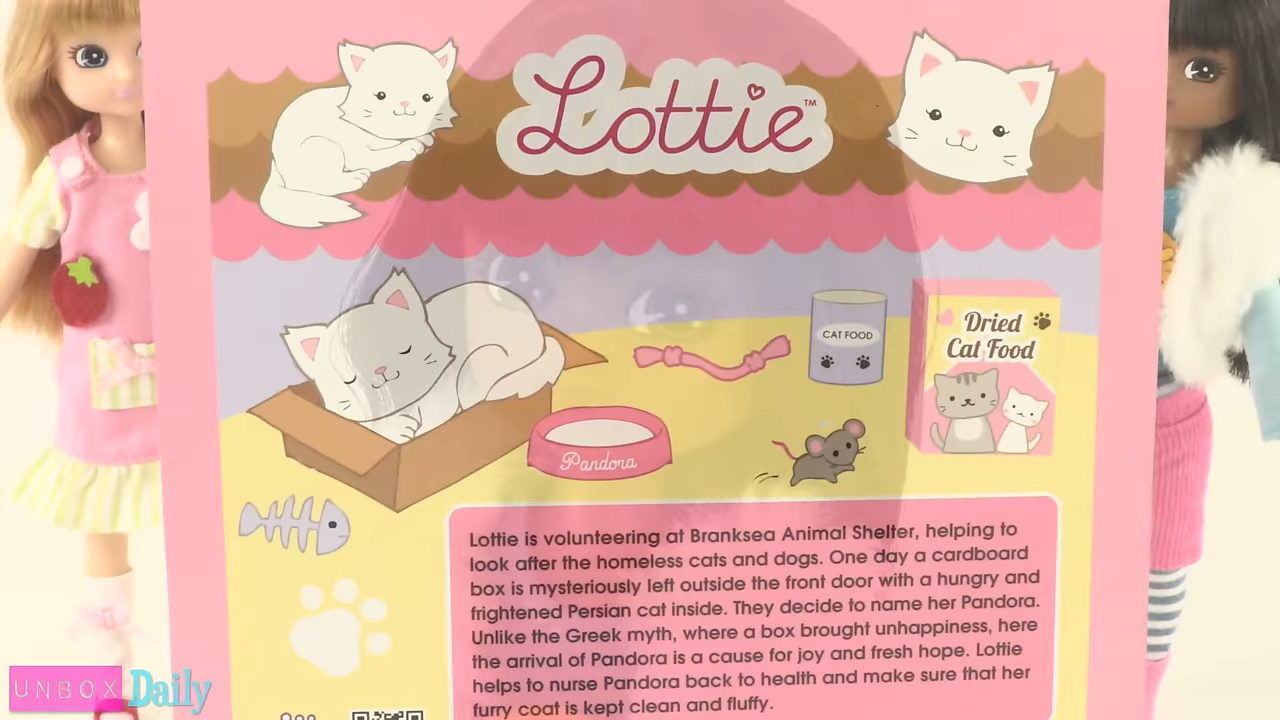 Lottie™
CAT FOOD
Dried
Cat Food
Pandora
Lottie is volunteering at Branksea Animal Shelter, helping to
look after the homeless cats and dogs. One day a cardboard
box is mysteriously left outside the front door with a hungry and
frightened Persian cat inside. They decide to name her Pandora.
Unlike the Greek myth, where a box brought unhappiness, here
the arrival of Pandora is a cause for joy and fresh hope. Lottie
helps to nurse Pandora back to health and make sure that her
furry coat is kept clean and fluffy.
UNBOX Daily